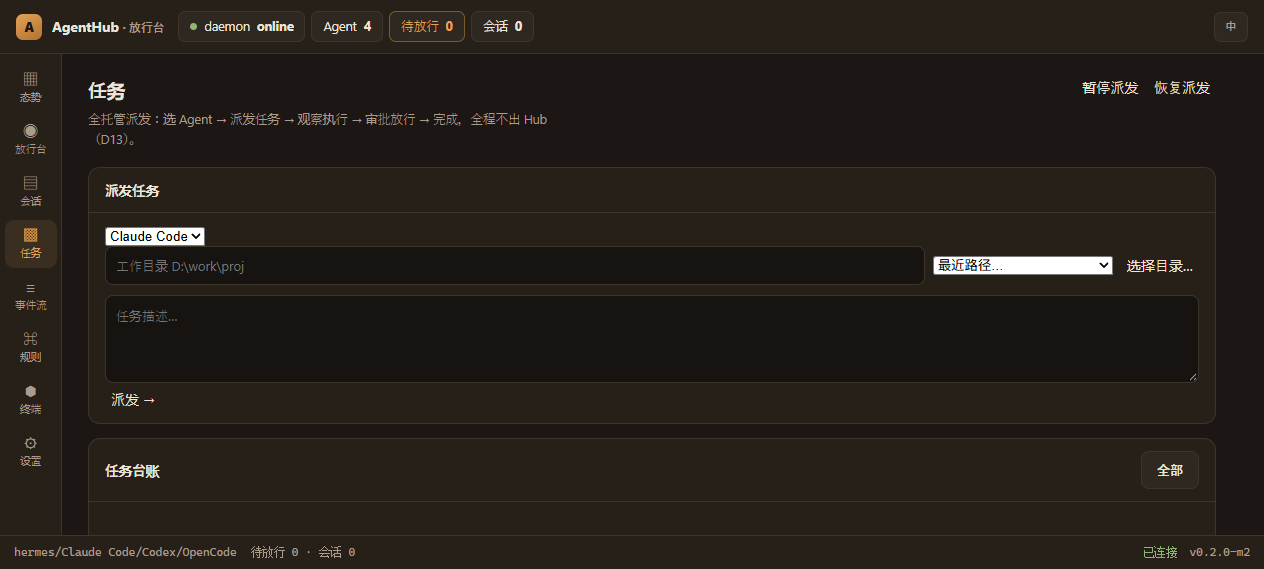 A AgentHub · 放行台 daemon online Agent 4 待放行 0 会话 0 中
态势
放行台
会话
任务
事件流
规则
终端
设置
任务
暂停派发 恢复派发
全托管派发：选 Agent → 派发任务 → 观察执行 → 审批放行 → 完成，全程不出 Hub
（D13）。
派发任务
Claude Code
工作目录 D:\work\proj 最近路径… 选择目录…
任务描述…
派发 →
任务台账 全部
hermes/Claude Code/Codex/OpenCode 待放行 0 · 会话 0 已连接 v0.2.0-m2